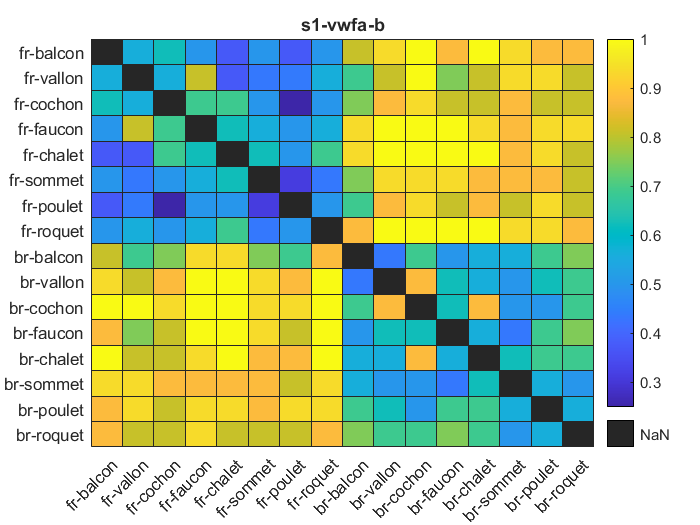 s1-vwfa-b
fr-balcon
fr-vallon
fr-cochon
fr-faucon
fr-chalet
fr-sommet
fr-poulet
fr-roquet
br-balcon
br-vallon
br-cochon
br-faucon
br-chalet
br-sommet
br-poulet
br-roquet
fr-balcon
fr-vallon
fr-cochon
fr-faucon
fr-chalet
fr-sommet
fr-poulet
fr-roquet
br-balcon
br-vallon
br-cochon
br-faucon
br-chalet
br-sommet
br-poulet
br-roquet
1
0.9
0.8
0.7
0.6
0.5
0.4
0.3
NaN